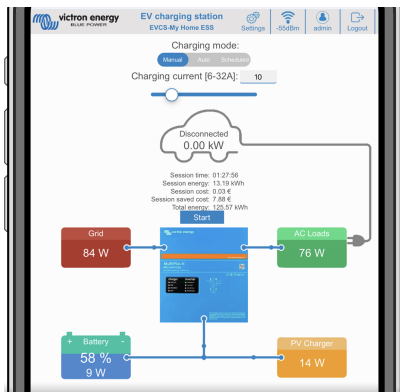 victron energy
BLUE POWER
EV charging station
EVCS-My Home ESS
Settings
-55dBm
admin
Logout
Charging mode:
Manual Auto Scheduled
Charging current [6-32A]: 10
Disconnected
0.00 kW
Session time: 01:27:56
Session energy: 13.19 kWh
Session cost: 0.03 €
Session saved cost: 7.88 €
Total energy: 125.57 kWh
Start
Grid
84 W
victron energy
AC Loads
76 W
+ Battery -
58 %
9 W
PV Charger
14 W